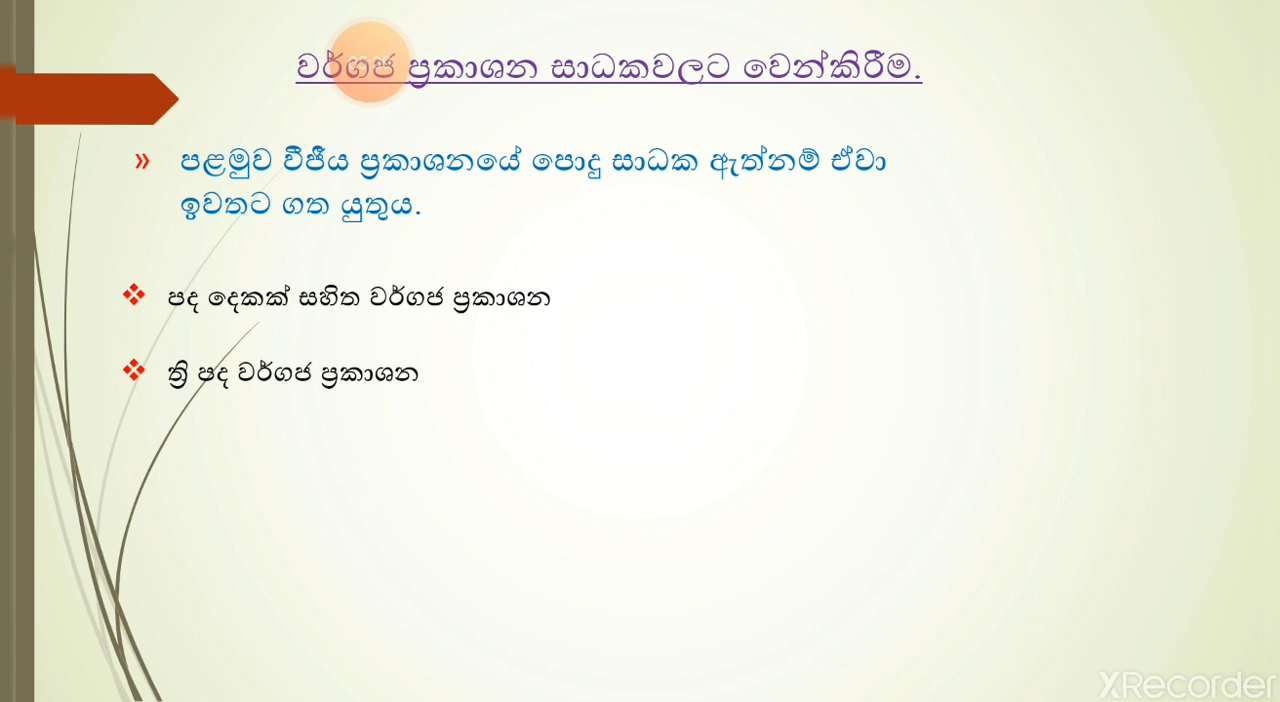 වර්ගජ ප්‍රකාශන සාධකවලට වෙන්කිරීම.
» පළමුව වීජීය ප්‍රකාශනයේ පොදු සාධක ඇත්නම් ඒවා
ඉවතට ගත යුතුය.
❖ පද දෙකක් සහිත වර්ගජ ප්‍රකාශන
❖ ත්‍රි පද වර්ගජ ප්‍රකාශන
XRecorder